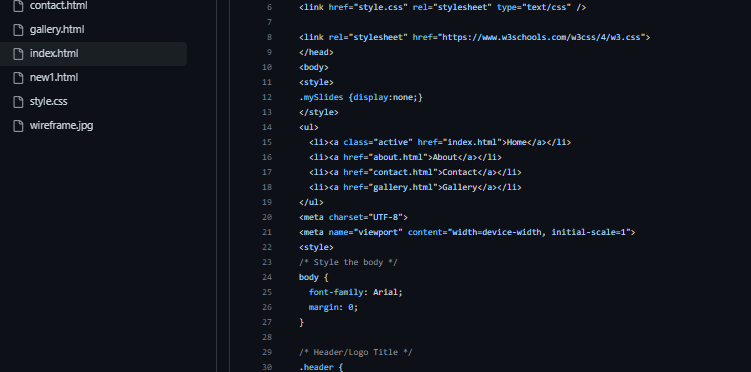 contact.html
gallery.html
index.html
new1.html
style.css
wireframe.jpg
6 <link href="style.css" rel="stylesheet" type="text/css" />
7
8 <link rel="stylesheet" href="https://www.w3schools.com/w3css/4/w3.css">
9 </head>
10 <body>
11 <style>
12 .mySlides {display:none;}
13 </style>
14 <ul>
15 <li><a class="active" href="index.html">Home</a></li>
16 <li><a href="about.html">About</a></li>
17 <li><a href="contact.html">Contact</a></li>
18 <li><a href="gallery.html">Gallery</a></li>
19 </ul>
20 <meta charset="UTF-8">
21 <meta name="viewport" content="width=device-width, initial-scale=1">
22 <style>
23 /* Style the body */
24 body {
25 font-family: Arial;
26 margin: 0;
27 }
28
29 /* Header/Logo Title */
30 .header {